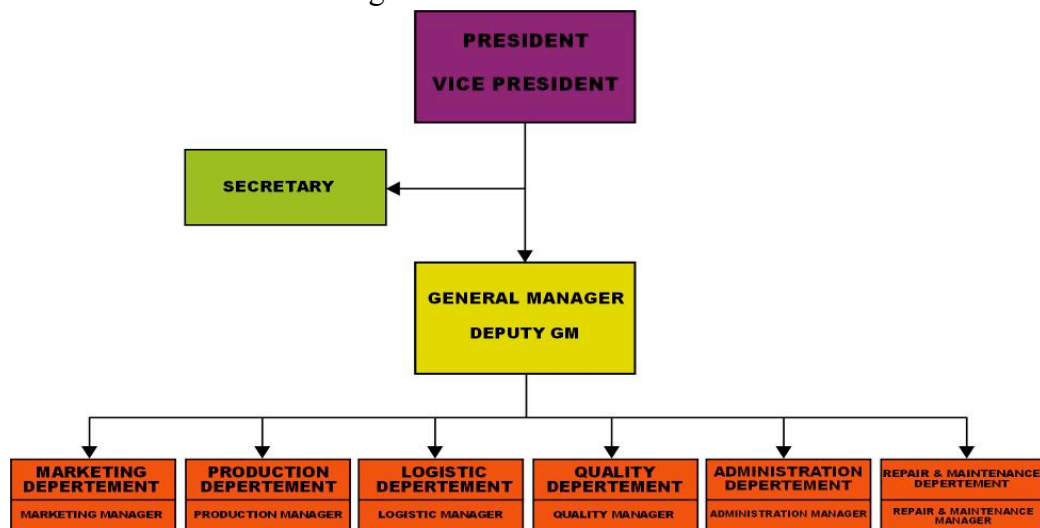 PRESIDENT
VICE PRESIDENT
SECRETARY
GENERAL MANAGER
DEPUTY GM
MARKETING
DEPERTEMENT
MARKETING MANAGER
PRODUCTION
DEPERTEMENT
PRODUCTION MANAGER
LOGISTIC
DEPERTEMENT
LOGISTIC MANAGER
QUALITY
DEPERTEMENT
QUALITY MANAGER
ADMINISTRATION
DEPERTEMENT
ADMINISTRATION MANAGER
REPAIR & MAINTENANCE
DEPERTEMENT
REPAIR & MAINTENANCE
MANAGER